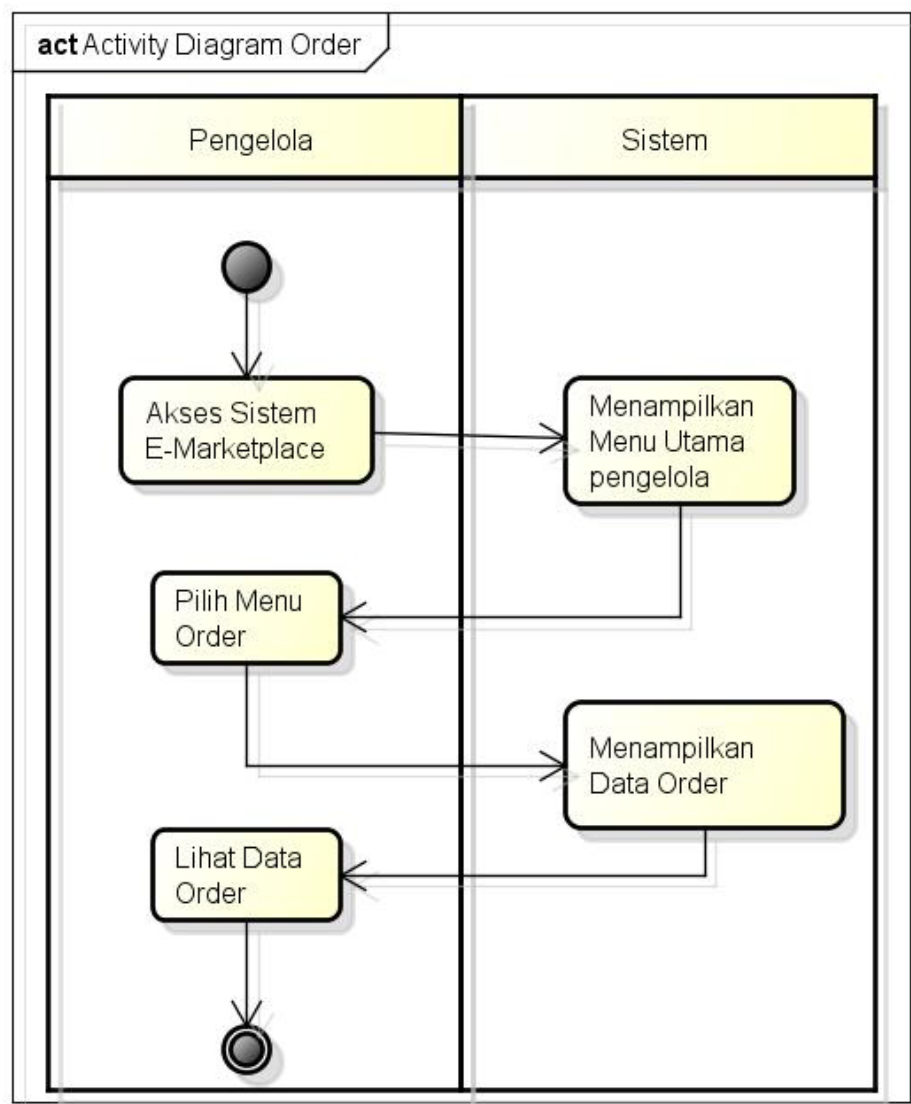 act Activity Diagram Order
Pengelola
Sistem
Akses Sistem
E-Marketplace
Menampilkan
Menu Utama
pengelola
Pilih Menu
Order
Menampilkan
Data Order
Lihat Data
Order